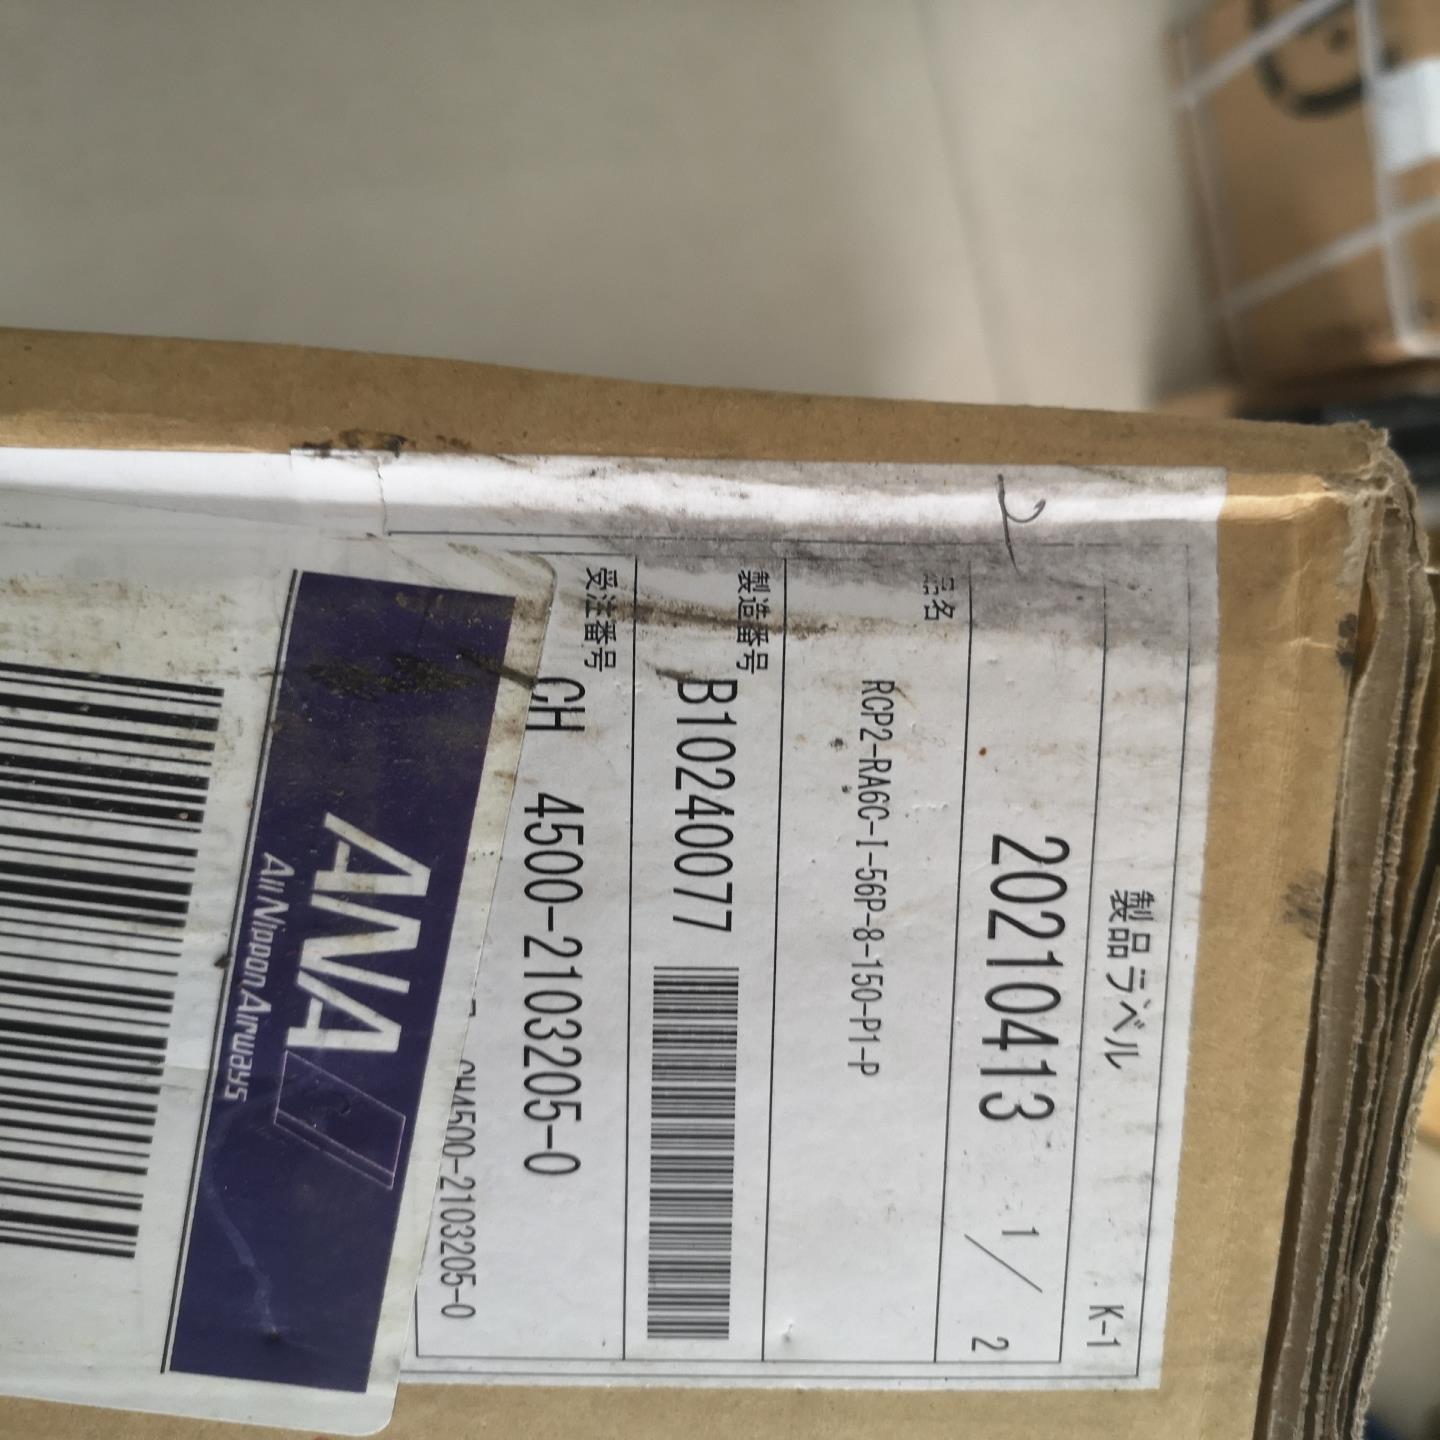 製品ラベル
K-1
20210413
1/2
品名
RCP2-RA6C-I-56P-8-150-P1-P
製造番号
B10240077
受注番号
CH 4500-2103205-0
CH4500-2103205-0
ANA
All Nippon Airways
2